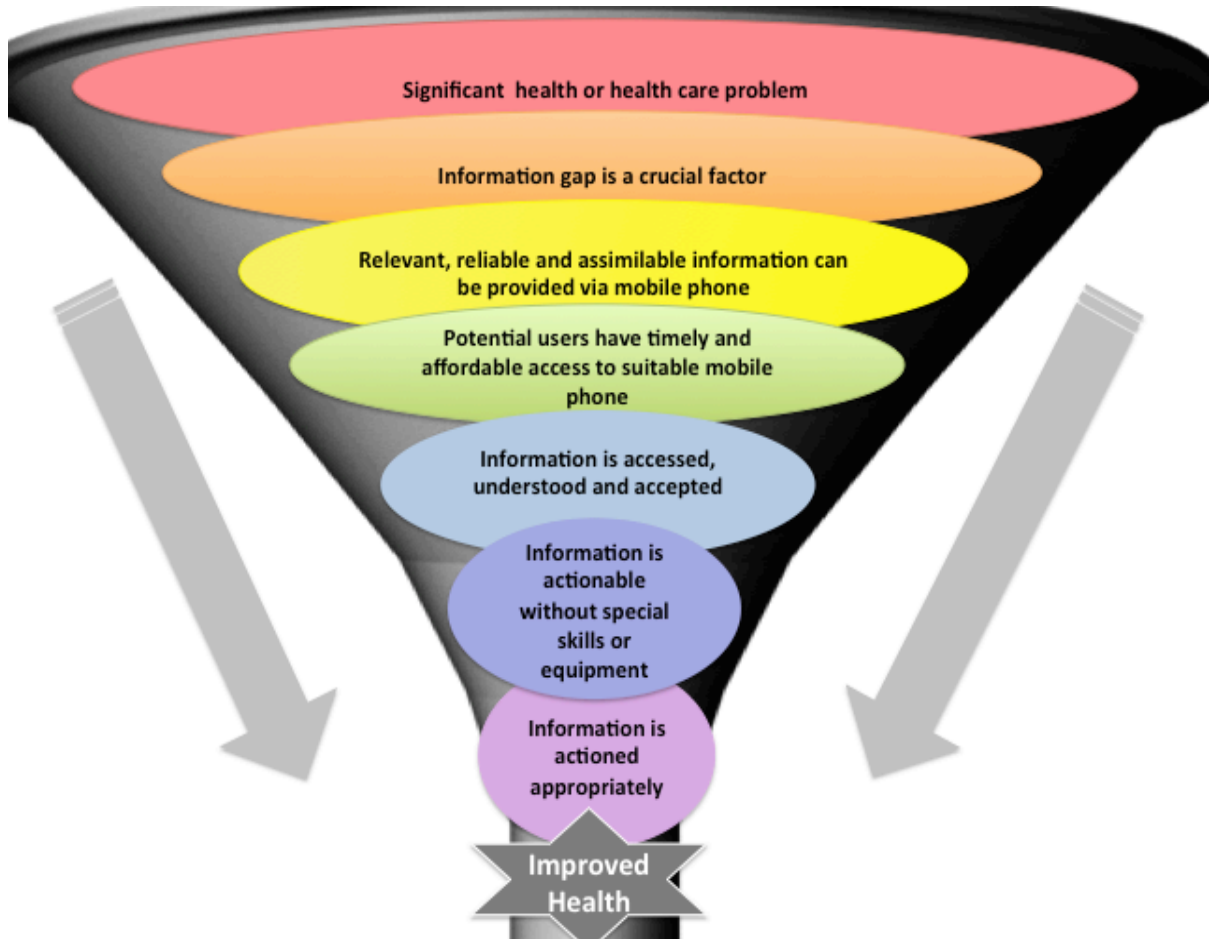 Significant health or health care problem
Information gap is a crucial factor
Relevant, reliable and assimilable information can
be provided via mobile phone
Potential users have timely and
affordable access to suitable mobile
phone
Information is accessed,
understood and accepted
Information is
actionable
without special
skills or
equipment
Information is
actioned
appropriately
Improved
Health